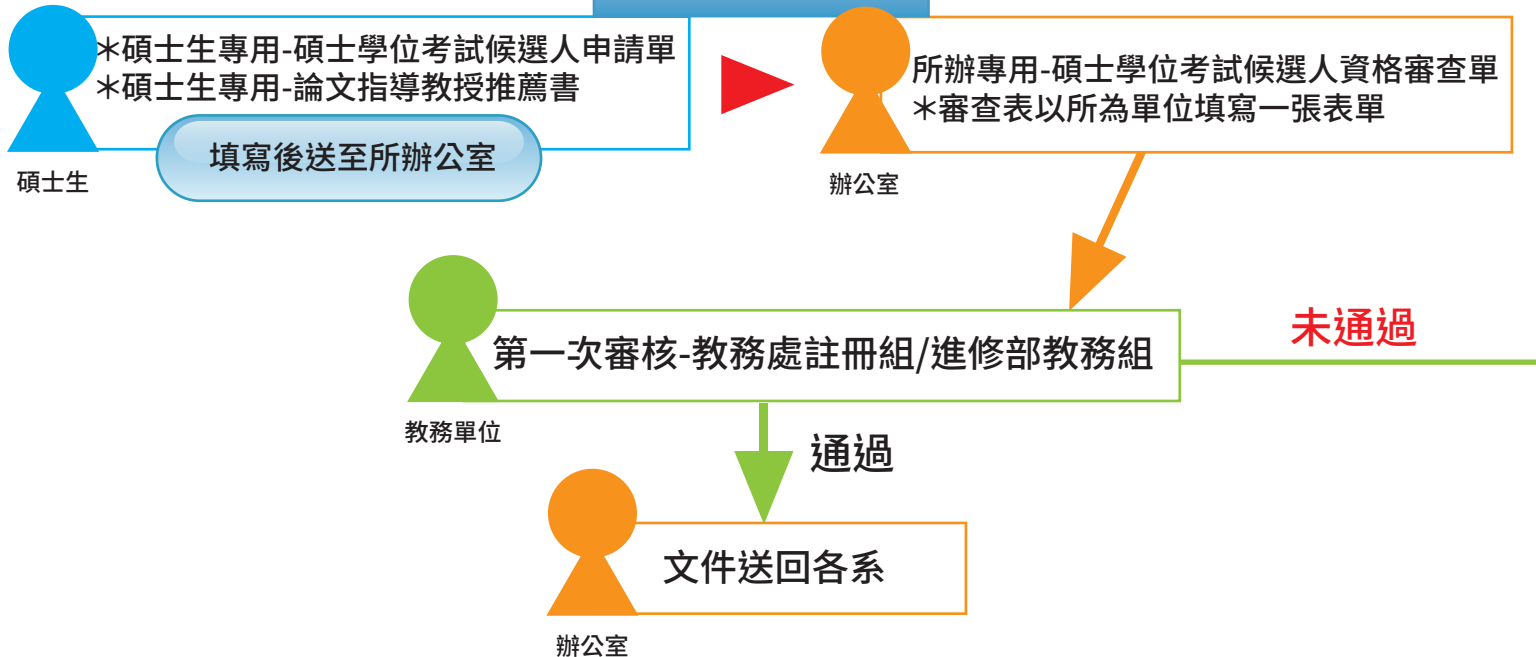 ＊碩士生專用-碩士學位考試候選人申請單
＊碩士生專用-論文指導教授推薦書
填寫後送至所辦公室
碩士生
所辦專用-碩士學位考試候選人資格審查單
＊審查表以所為單位填寫一張表單
辦公室
第一次審核-教務處註冊組/進修部教務組
教務單位
未通過
通過
文件送回各系
辦公室